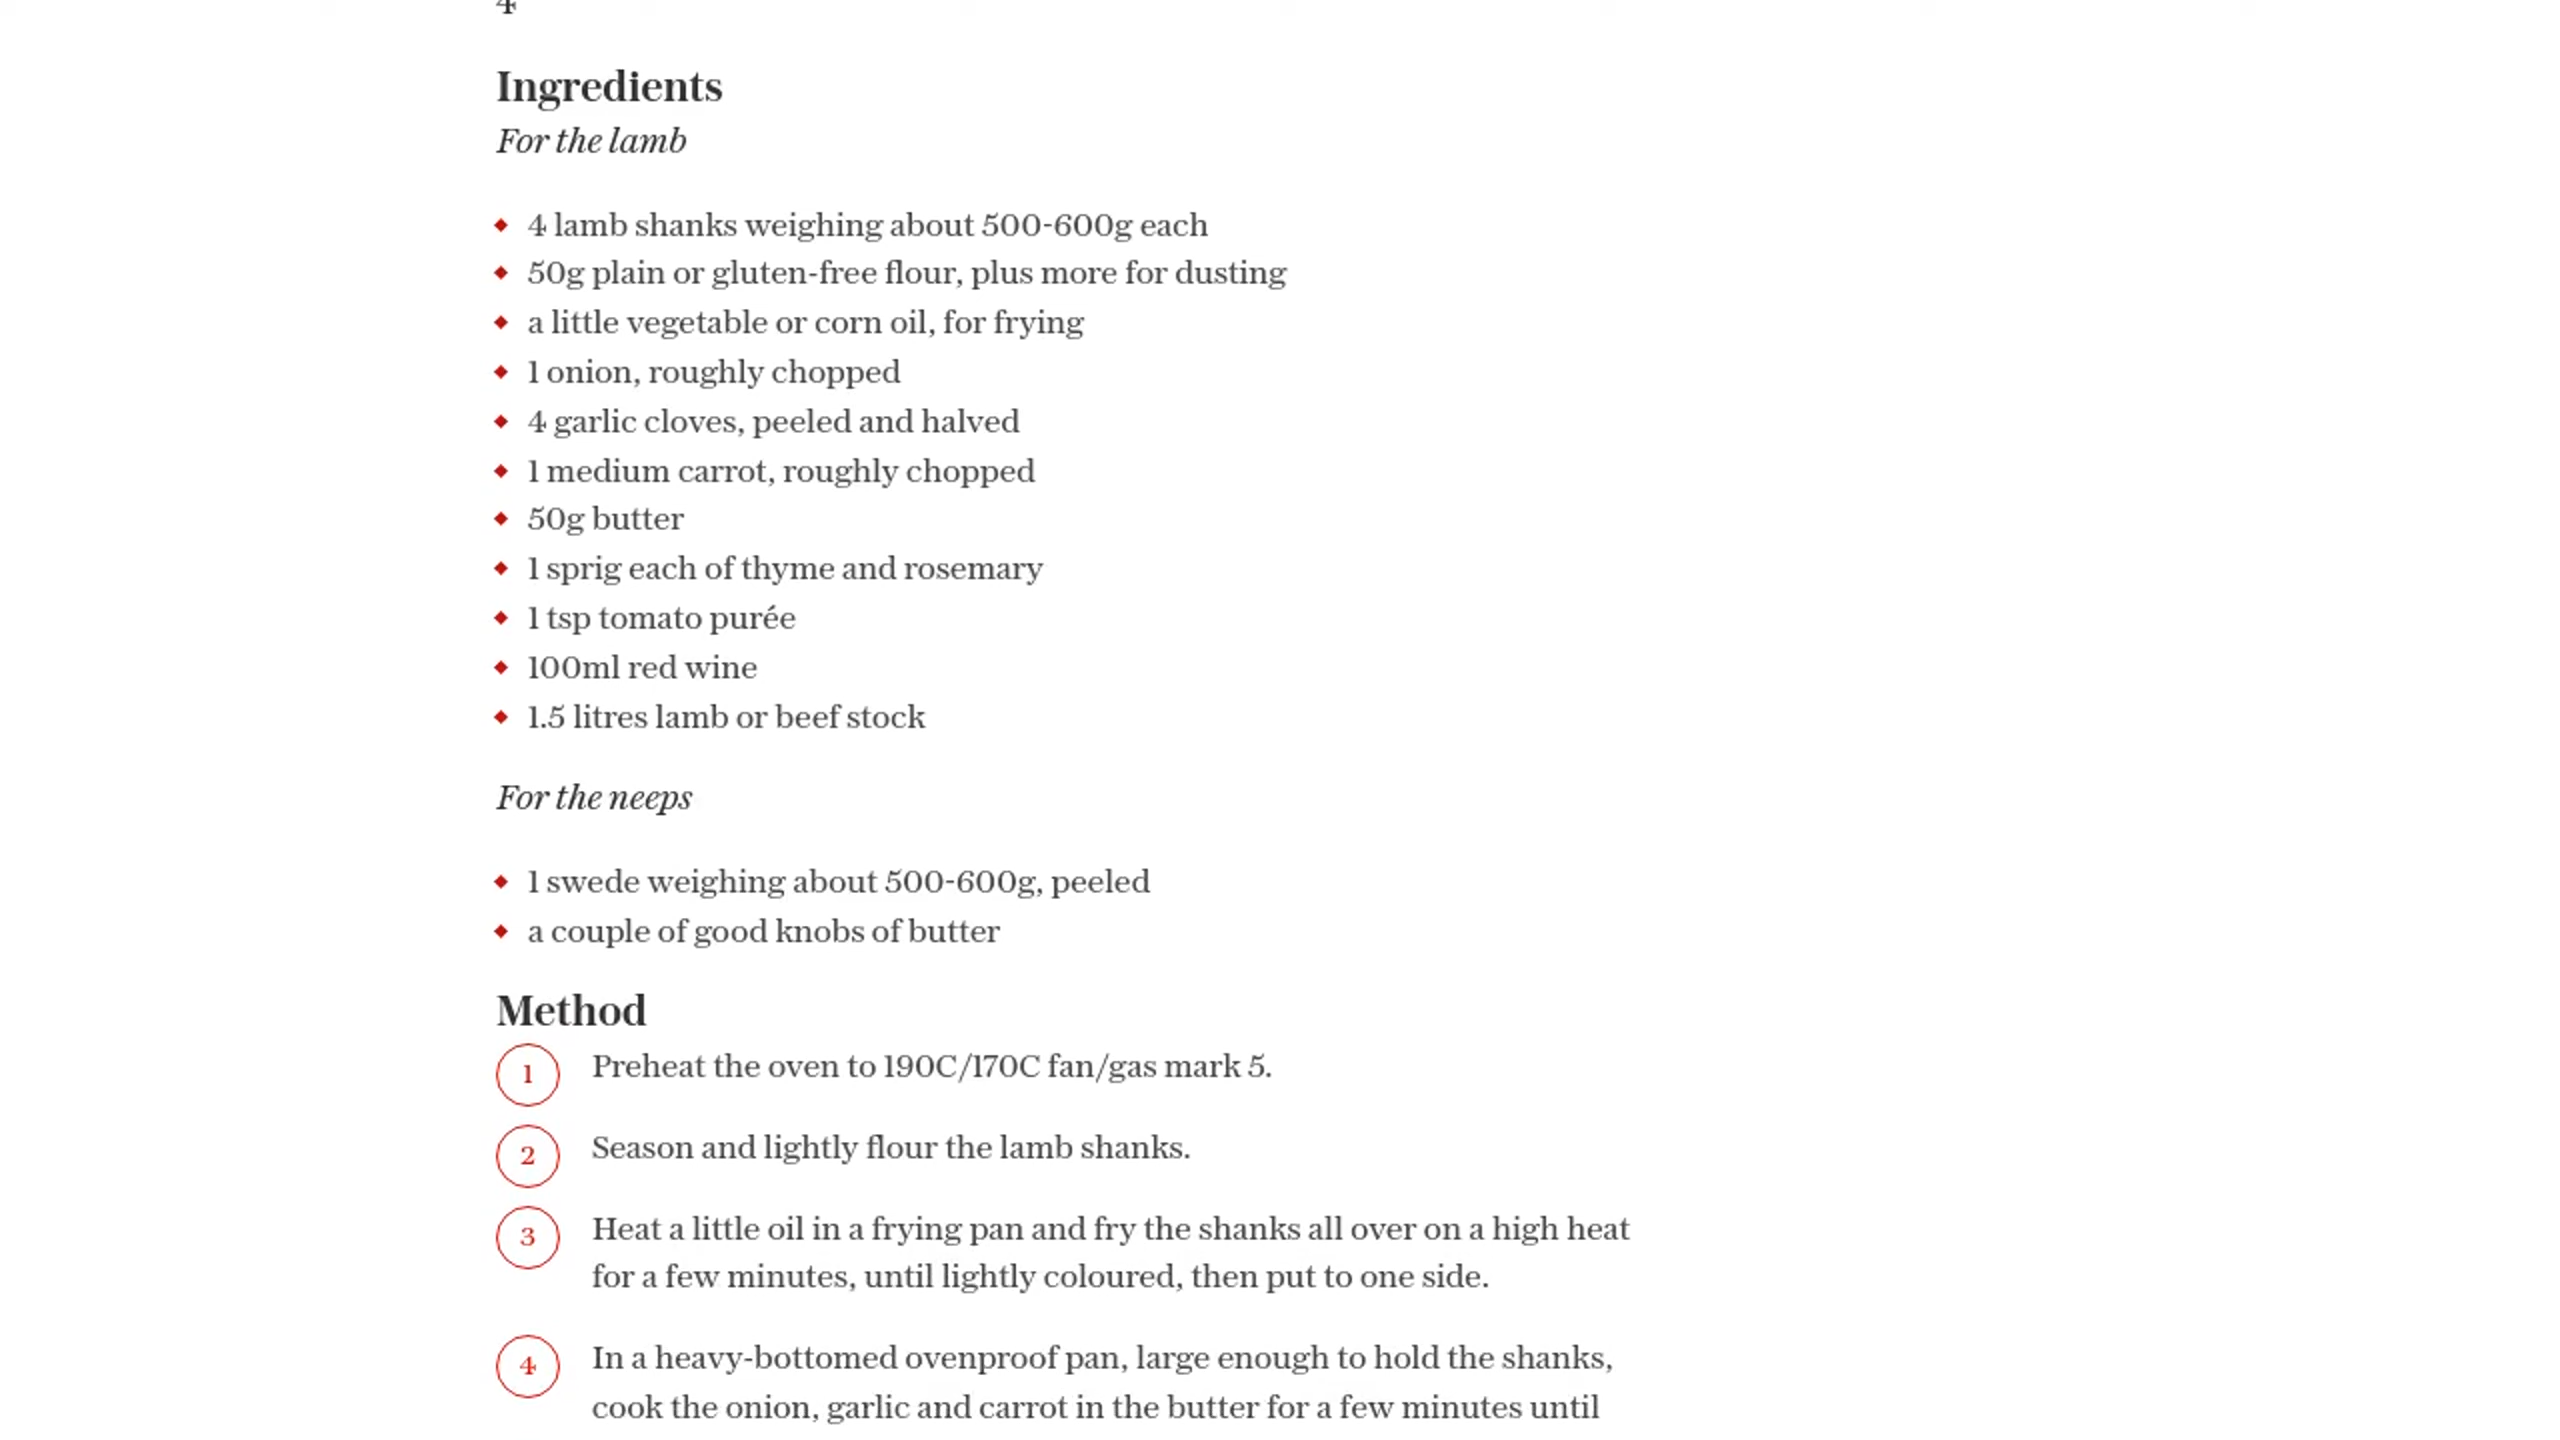 4
Ingredients
For the lamb
4 lamb shanks weighing about 500-600g each
50g plain or gluten-free flour, plus more for dusting
a little vegetable or corn oil, for frying
1 onion, roughly chopped
4 garlic cloves, peeled and halved
1 medium carrot, roughly chopped
50g butter
1 sprig each of thyme and rosemary
1 tsp tomato purée
100ml red wine
1.5 litres lamb or beef stock
For the neeps
1 swede weighing about 500-600g, peeled
a couple of good knobs of butter
Method
1 Preheat the oven to 190C/170C fan/gas mark 5.
2 Season and lightly flour the lamb shanks.
3 Heat a little oil in a frying pan and fry the shanks all over on a high heat
for a few minutes, until lightly coloured, then put to one side.
4 In a heavy-bottomed ovenproof pan, large enough to hold the shanks,
cook the onion, garlic and carrot in the butter for a few minutes until